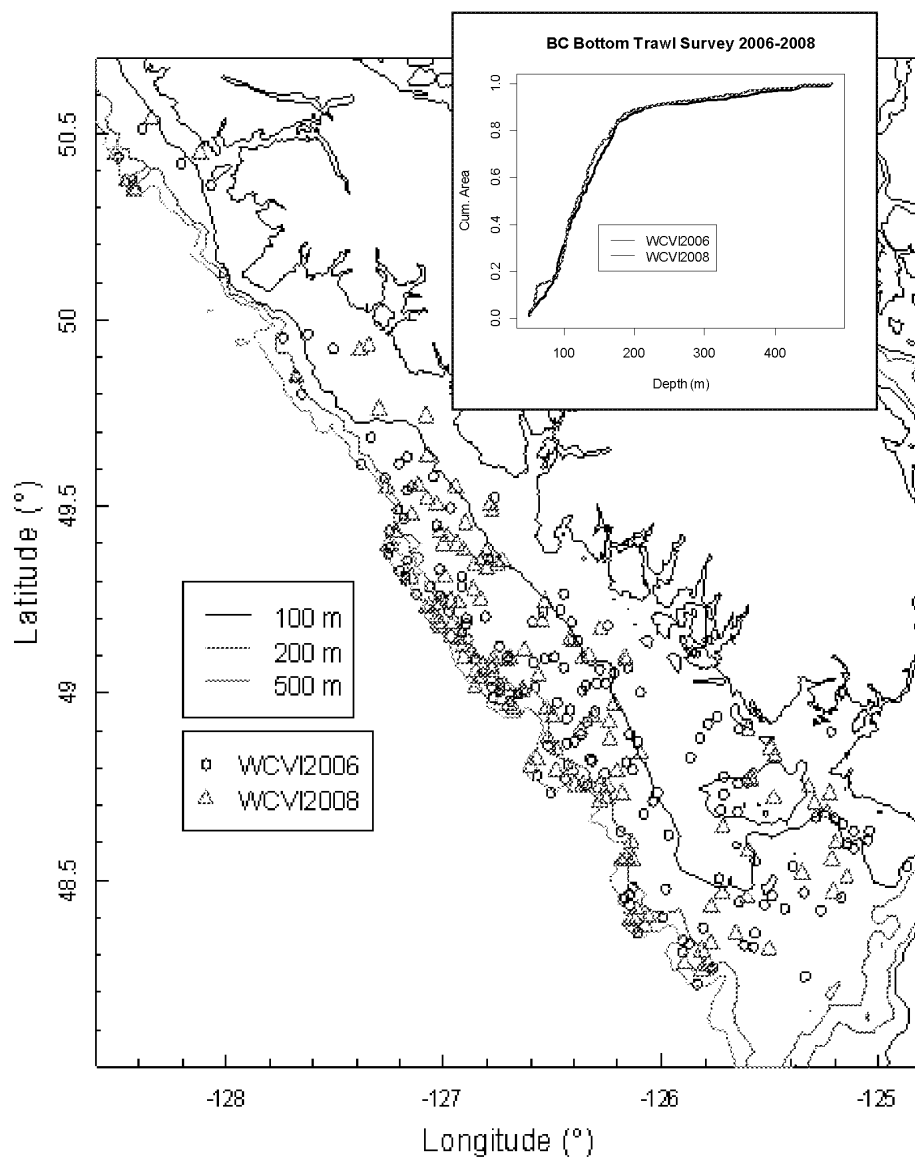 BC Bottom Trawl Survey 2006-2008
Cum. Area
0.0 0.2 0.4 0.6 0.8 1.0
WCVI2006
WCVI2008
100 200 300 400
Depth (m)
Latitude (°)
50.5
50
49.5
49
48.5
100 m
200 m
500 m
WCVI2006
WCVI2008
-128 -127 -126 -125
Longitude (°)